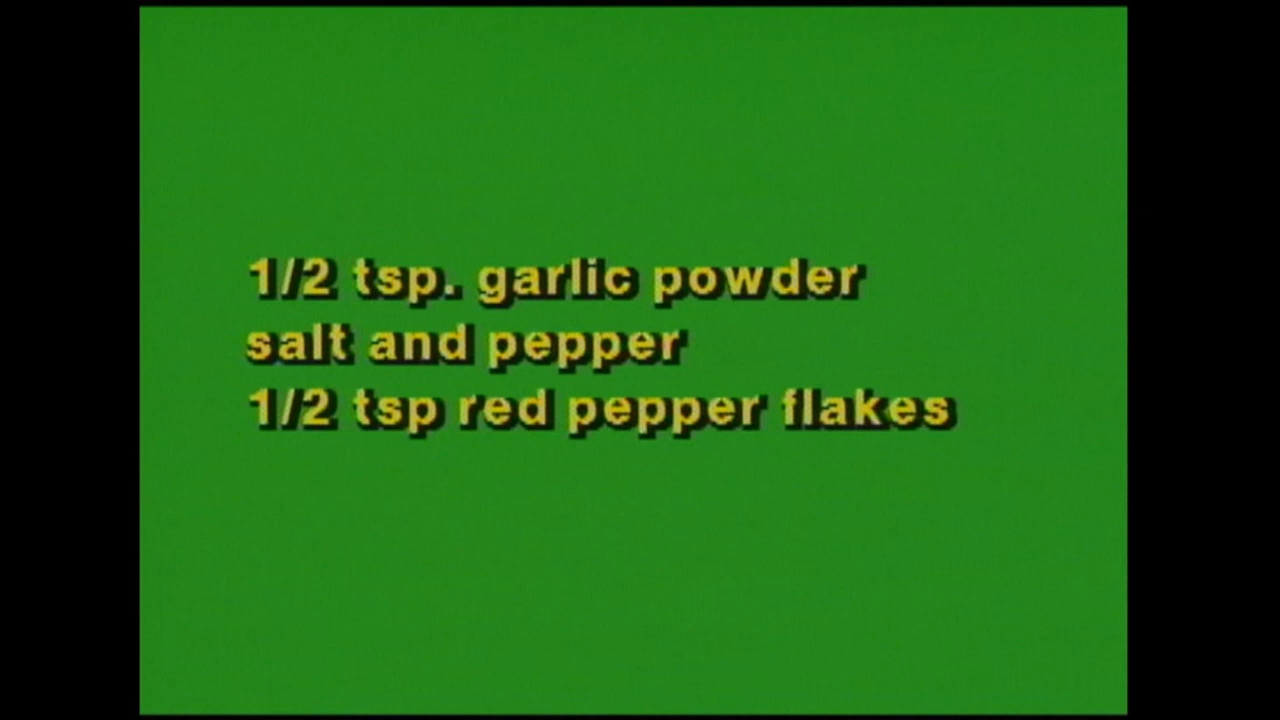 1/2 tsp. garlic powder
salt and pepper
1/2 tsp red pepper flakes